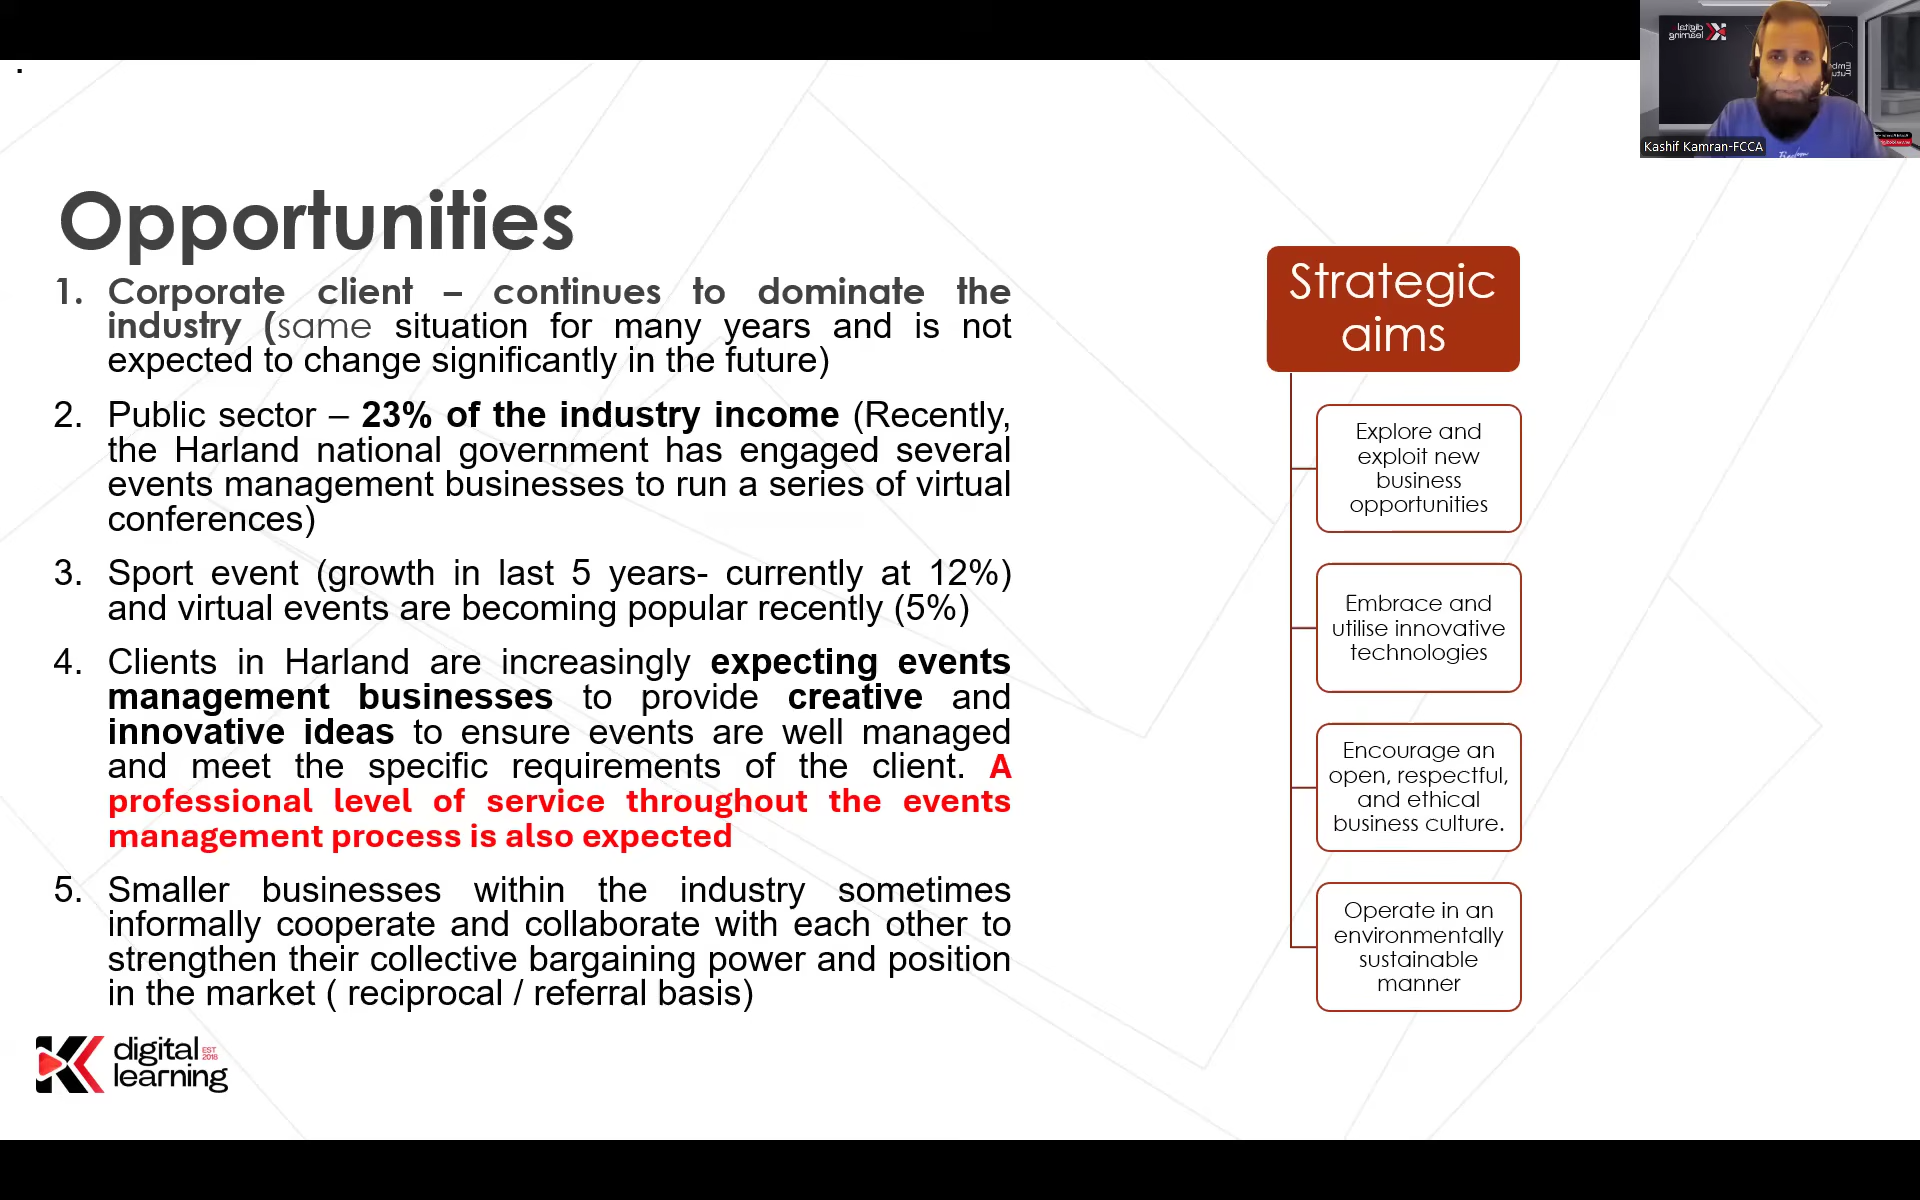 Kashif Kamran-FCCA
Opportunities
1. Corporate client – continues to dominate the
industry (same situation for many years and is not
expected to change significantly in the future)
2. Public sector – 23% of the industry income (Recently,
the Harland national government has engaged several
events management businesses to run a series of virtual
conferences)
3. Sport event (growth in last 5 years- currently at 12%)
and virtual events are becoming popular recently (5%)
4. Clients in Harland are increasingly expecting events
management businesses to provide creative and
innovative ideas to ensure events are well managed
and meet the specific requirements of the client. A
professional level of service throughout the events
management process is also expected
5. Smaller businesses within the industry sometimes
informally cooperate and collaborate with each other to
strengthen their collective bargaining power and position
in the market ( reciprocal / referral basis)
Strategic
aims
Explore and
exploit new
business
opportunities
Embrace and
utilise innovative
technologies
Encourage an
open, respectful,
and ethical
business culture.
Operate in an
environmentally
sustainable
manner
digital
learning
EST
2018
digital
learning